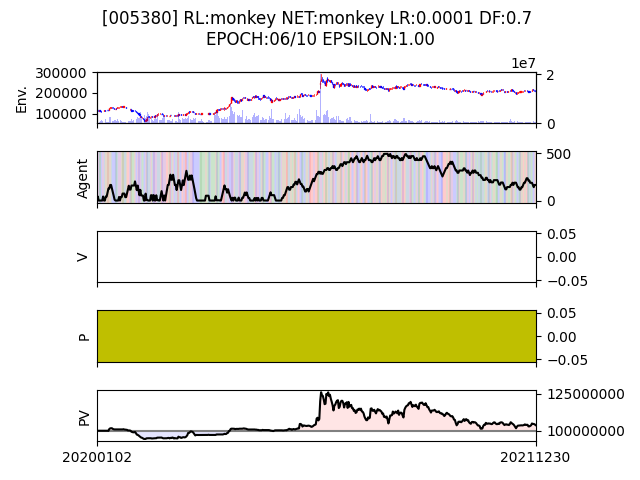 [005380] RL:monkey NET:monkey LR:0.0001 DF:0.7
EPOCH:06/10 EPSILON:1.00
1e7
Env.
300000
200000
100000
2
0
Agent
500
0
V
0.05
0.00
−0.05
P
0.05
0.00
−0.05
PV
125000000
100000000
20200102
20211230